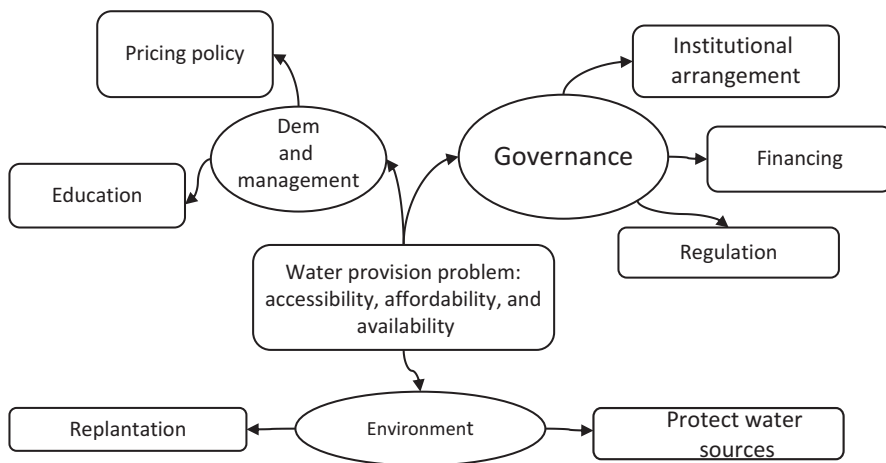 Pricing policy
Institutional
arrangement
Dem
and
management
Governance
Financing
Education
Regulation
Water provision problem:
accessibility, affordability, and
availability
Replantation
Environment
Protect water
sources